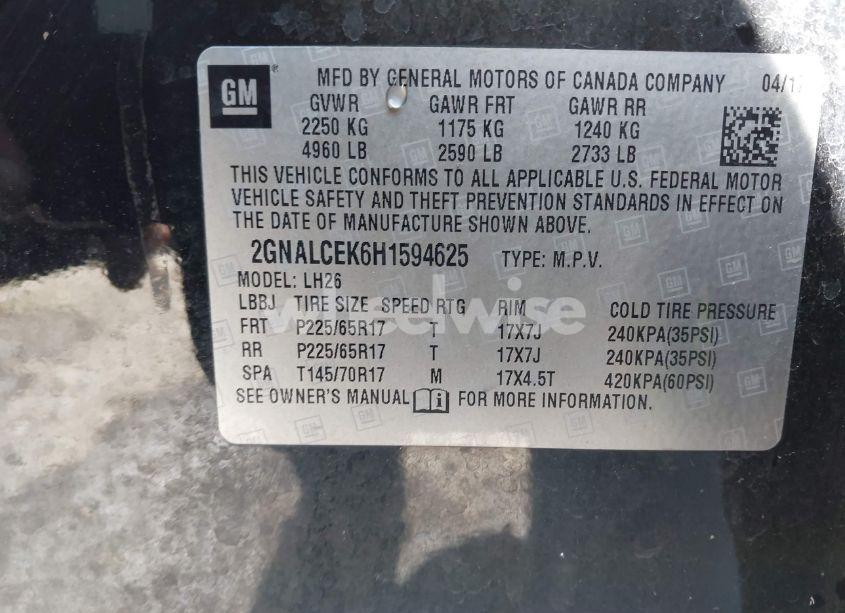 GM MFD BY GENERAL MOTORS OF CANADA COMPANY 04/17
GVWR GAWR FRT GAWR RR
2250 KG 1175 KG 1240 KG
4960 LB 2590 LB 2733 LB
THIS VEHICLE CONFORMS TO ALL APPLICABLE U.S. FEDERAL MOTOR
VEHICLE SAFETY AND THEFT PREVENTION STANDARDS IN EFFECT ON
THE DATE OF MANUFACTURE SHOWN ABOVE.
2GNALCEK6H1594625 TYPE: M.P.V.
MODEL: LH26
LBBJ TIRE SIZE SPEED RTG RIM COLD TIRE PRESSURE
FRT P225/65R17 T 17X7J 240KPA(35PSI)
RR P225/65R17 T 17X7J 240KPA(35PSI)
SPA T145/70R17 M 17X4.5T 420KPA(60PSI)
SEE OWNER'S MANUAL i FOR MORE INFORMATION.
wheelwise